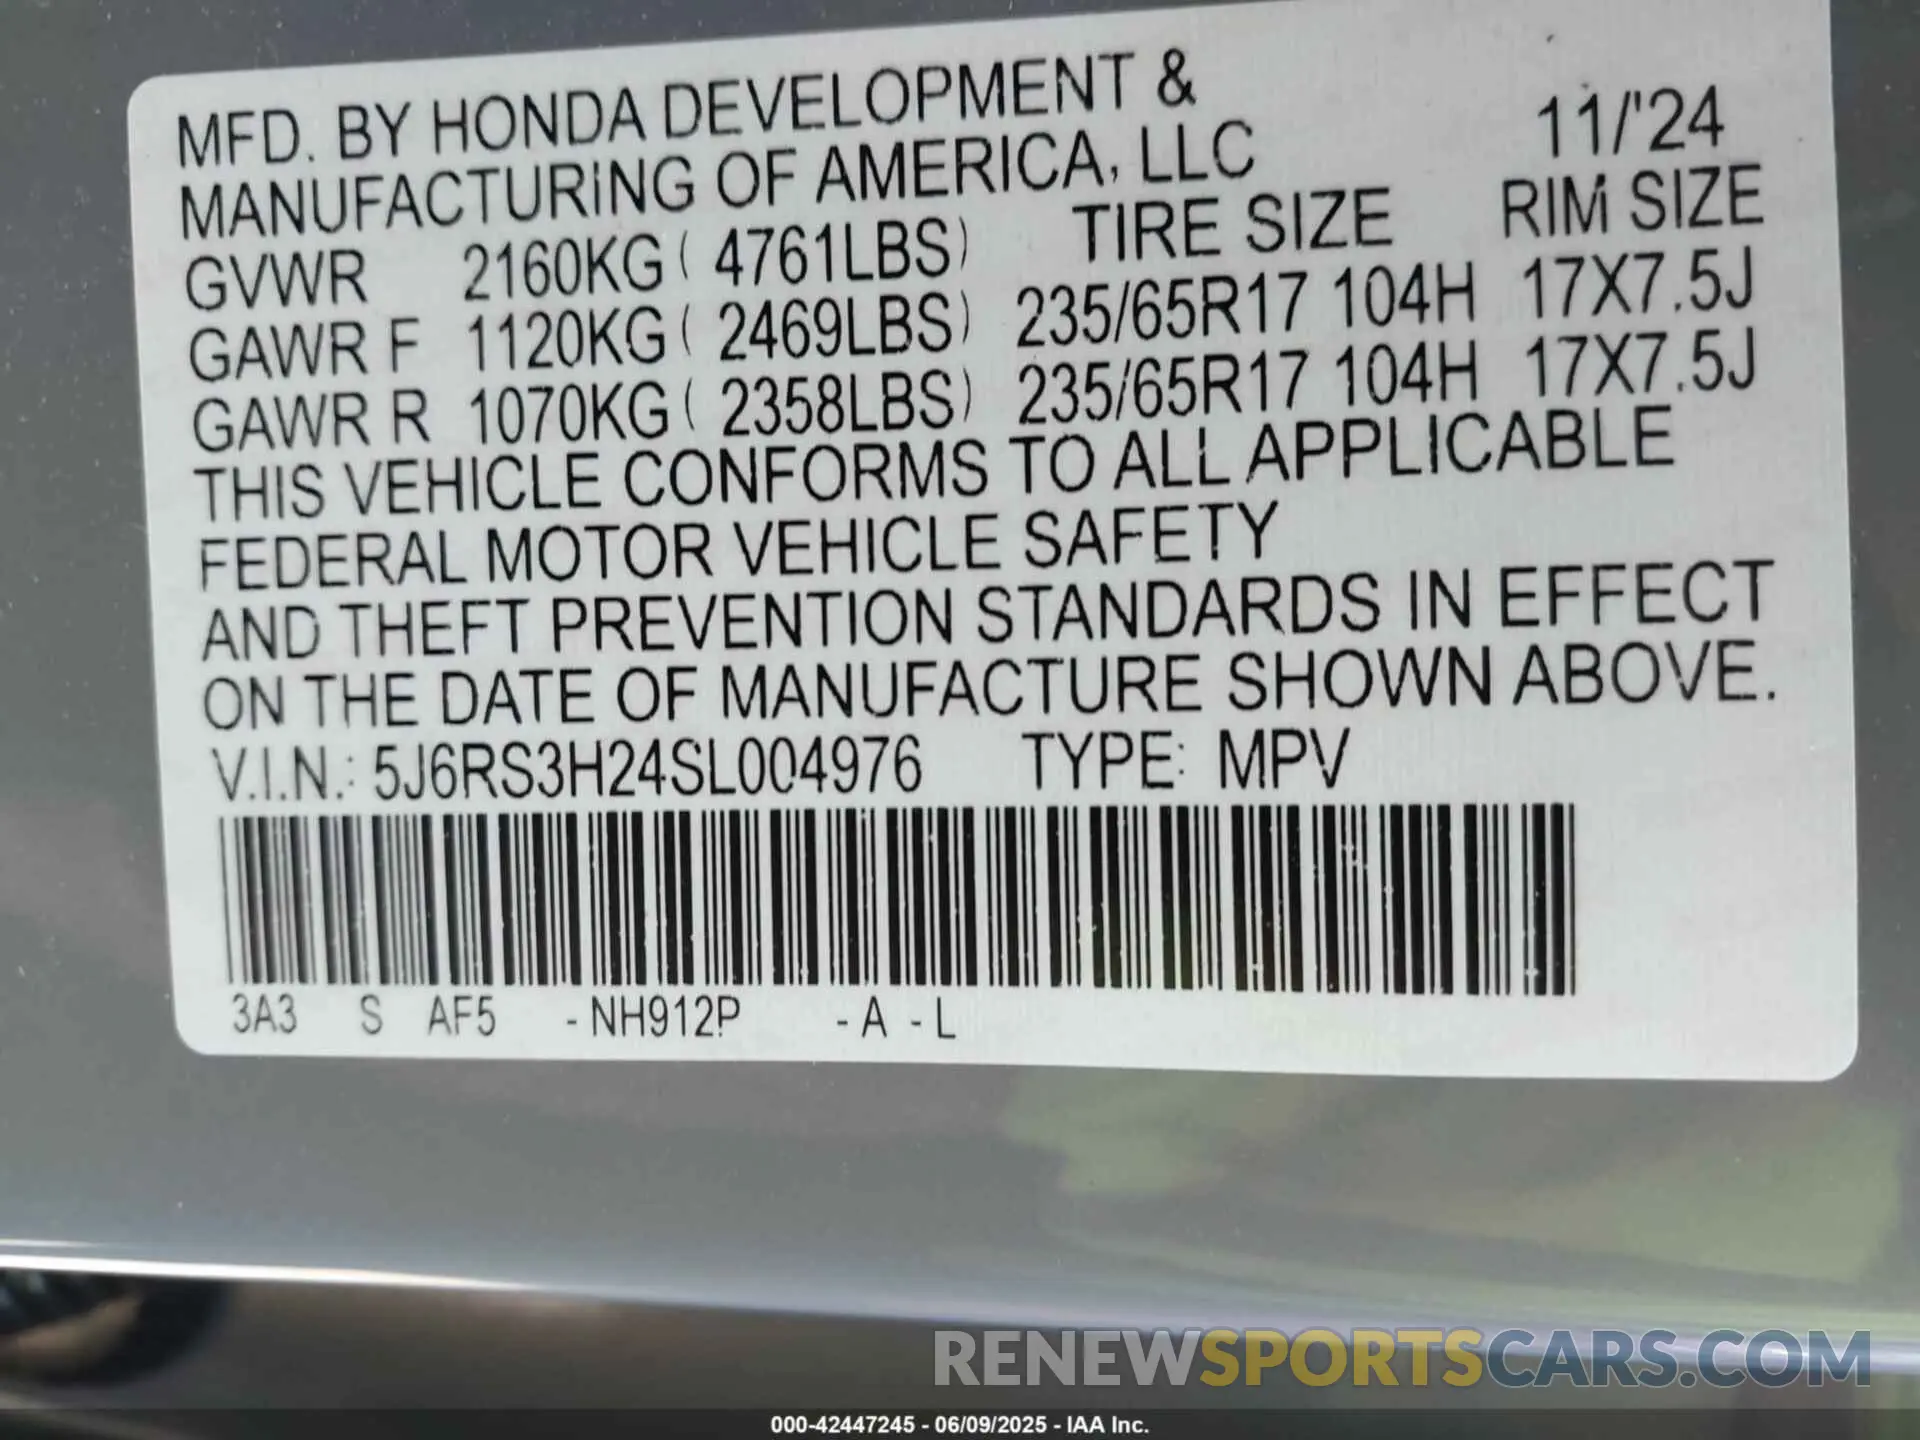 MFD. BY HONDA DEVELOPMENT &
MANUFACTURING OF AMERICA, LLC 11/'24
TIRE SIZE RIM SIZE
GVWR 2160KG ( 4761LBS)
GAWR F 1120KG ( 2469LBS) 235/65R17 104H 17X7.5J
GAWR R 1070KG ( 2358LBS) 235/65R17 104H 17X7.5J
THIS VEHICLE CONFORMS TO ALL APPLICABLE
FEDERAL MOTOR VEHICLE SAFETY
AND THEFT PREVENTION STANDARDS IN EFFECT
ON THE DATE OF MANUFACTURE SHOWN ABOVE.
V.I.N.: 5J6RS3H24SL004976 TYPE: MPV
3A3 S AF5 -NH912P -A -L
RENEWSPORTSCARS.COM
000-42447245 - 06/09/2025 - IAA Inc.